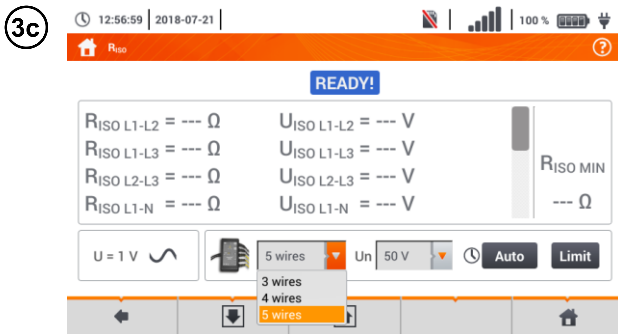 3c
12:56:59 2018-07-21 100 %
RISO ?
READY!
RISO L1-L2 = --- Ω UISO L1-L2 = --- V
RISO L1-L3 = --- Ω UISO L1-L3 = --- V
RISO L2-L3 = --- Ω UISO L2-L3 = --- V
RISO L1-N = --- Ω UISO L1-N = --- V
RISO MIN
--- Ω
U = 1 V 5 wires Un 50 V Auto Limit
3 wires
4 wires
5 wires